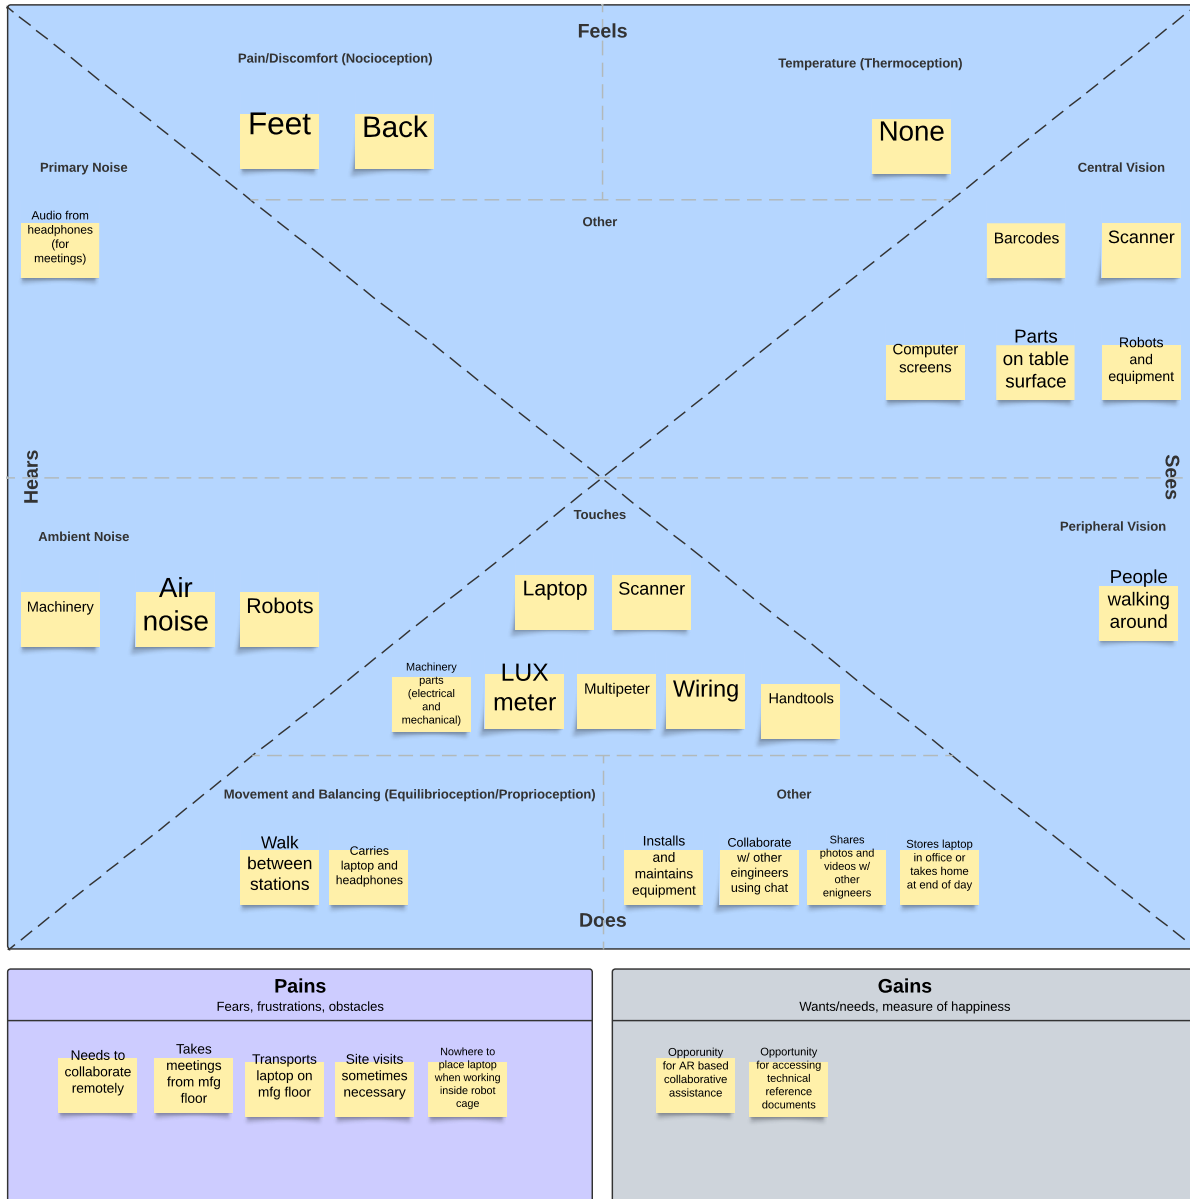 Feels
Pain/Discomfort (Nocioception)
Temperature (Thermoception)
Feet
Back
None
Primary Noise
Central Vision
Audio from
headphones
(for
meetings)
Other
Barcodes
Scanner
Computer
screens
Parts
on table
surface
Robots
and
equipment
Hears
Sees
Ambient Noise
Touches
Peripheral Vision
Machinery
Air
noise
Robots
Laptop
Scanner
People
walking
around
Machinery
parts
(electrical
and
mechanical)
LUX
meter
Multipeter
Wiring
Handtools
Movement and Balancing (Equilibrioception/Proprioception)
Other
Walk
between
stations
Carries
laptop and
headphones
Installs
and
maintains
equipment
Collaborate
w/ other
eingineers
using chat
Shares
photos and
videos w/
other
enigneers
Stores laptop
in office or
takes home
at end of day
Does
Pains
Fears, frustrations, obstacles
Needs to
collaborate
remotely
Takes
meetings
from mfg
floor
Transports
laptop on
mfg floor
Site visits
sometimes
necessary
Nowhere to
place laptop
when working
inside robot
cage
Gains
Wants/needs, measure of happiness
Opporunity
for AR based
collaborative
assistance
Opportunity
for accessing
technical
reference
documents